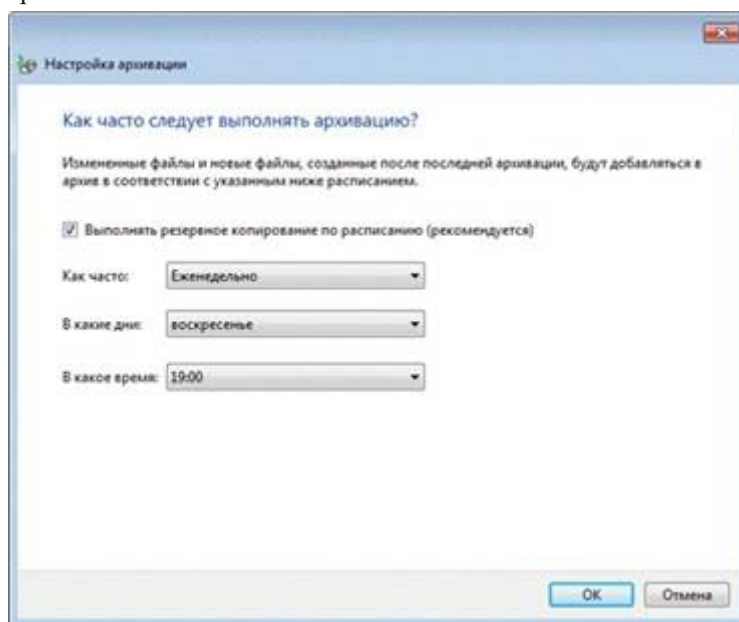 Настройка архивации
Как часто следует выполнять архивацию?
Измененные файлы и новые файлы, созданные после последней архивации, будут добавляться в
архив в соответствии с указанным ниже расписанием.
Выполнять резервное копирование по расписанию (рекомендуется)
Как часто: Еженедельно
В какие дни: воскресенье
В какое время: 19:00
ОК Отмена